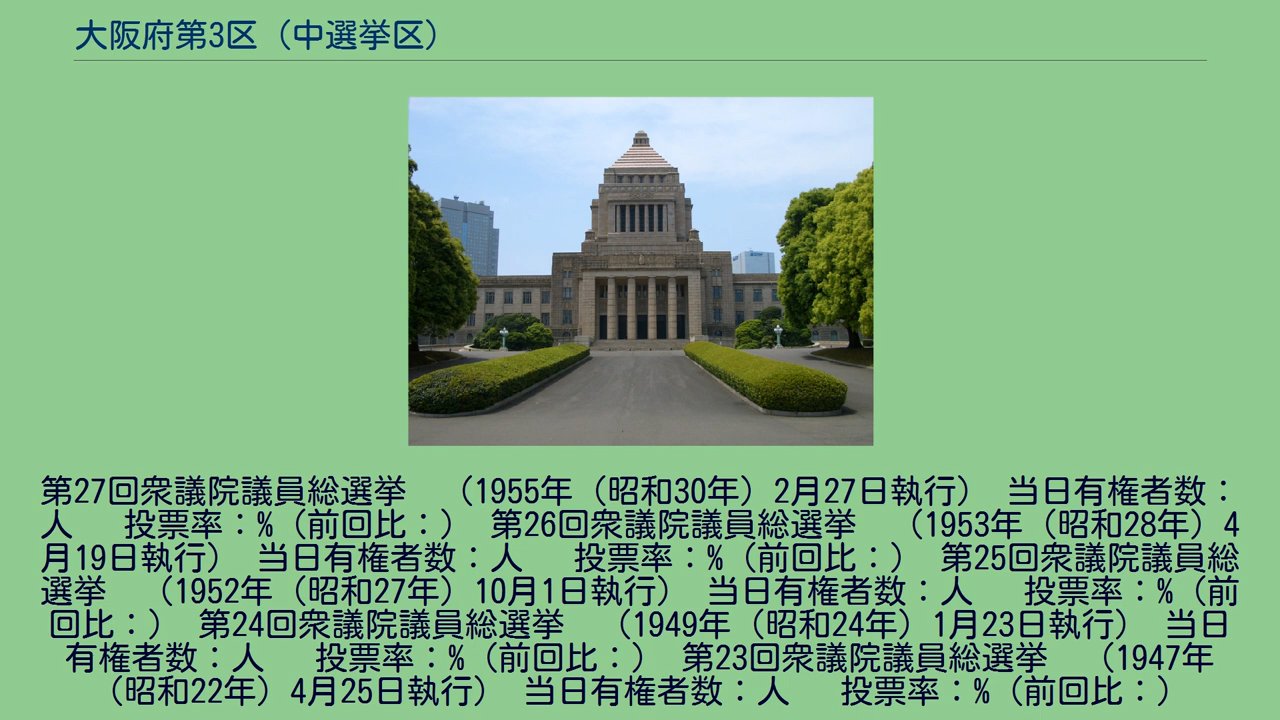 大阪府第3区（中選挙区）
第27回衆議院議員総選挙　（1955年（昭和30年）2月27日執行）　当日有権者数：
人　 投票率：%（前回比：）　第26回衆議院議員総選挙　（1953年（昭和28年）4
月19日執行）　当日有権者数：人　 投票率：%（前回比：）　第25回衆議院議員総
選挙　（1952年（昭和27年）10月1日執行）　当日有権者数：人　 投票率：%（前
回比：）　第24回衆議院議員総選挙　（1949年（昭和24年）1月23日執行）　当日
有権者数：人　 投票率：%（前回比：）　第23回衆議院議員総選挙　（1947年
（昭和22年）4月25日執行）　当日有権者数：人　 投票率：%（前回比：）